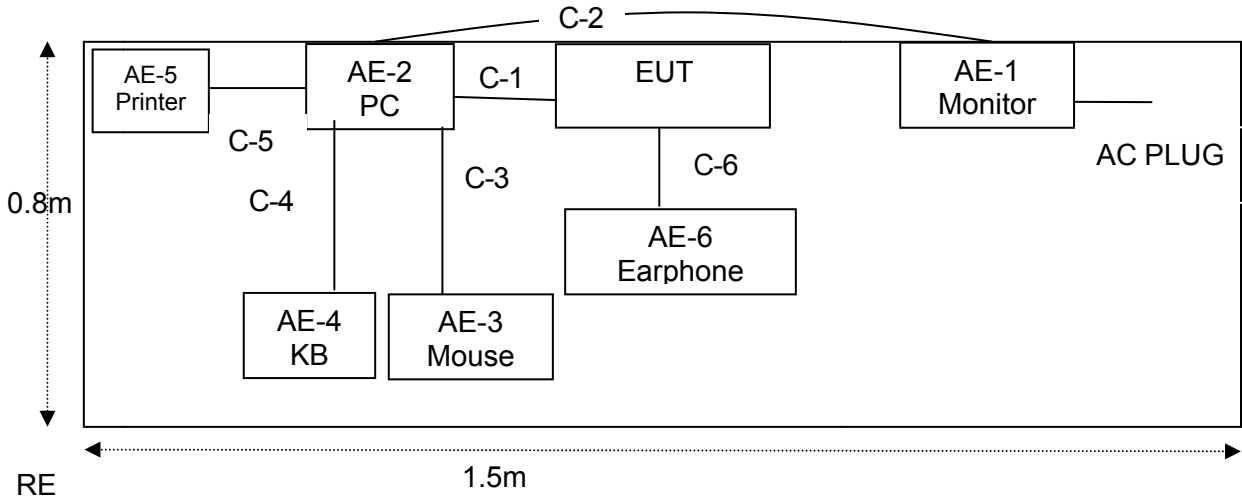 C-2
AE-5
Printer
AE-2
PC
C-1
EUT
AE-1
Monitor
AC PLUG
C-5
C-4
C-3
C-6
0.8m
AE-6
Earphone
AE-4
KB
AE-3
Mouse
1.5m
RE